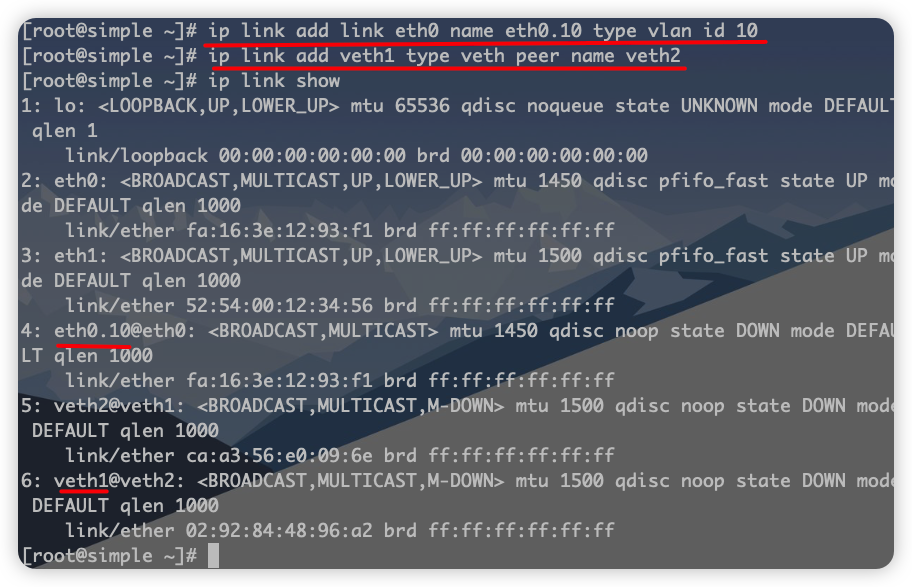 [root@simple ~]# ip link add link eth0 name eth0.10 type vlan id 10
[root@simple ~]# ip link add veth1 type veth peer name veth2
[root@simple ~]# ip link show
1: lo: <LOOPBACK,UP,LOWER_UP> mtu 65536 qdisc noqueue state UNKNOWN mode DEFAULT
 qlen 1
    link/loopback 00:00:00:00:00:00 brd 00:00:00:00:00:00
2: eth0: <BROADCAST,MULTICAST,UP,LOWER_UP> mtu 1450 qdisc pfifo_fast state UP mo
de DEFAULT qlen 1000
    link/ether fa:16:3e:12:93:f1 brd ff:ff:ff:ff:ff:ff
3: eth1: <BROADCAST,MULTICAST,UP,LOWER_UP> mtu 1500 qdisc pfifo_fast state UP mo
de DEFAULT qlen 1000
    link/ether 52:54:00:12:34:56 brd ff:ff:ff:ff:ff:ff
4: eth0.10@eth0: <BROADCAST,MULTICAST> mtu 1450 qdisc noop state DOWN mode DEFAU
LT qlen 1000
    link/ether fa:16:3e:12:93:f1 brd ff:ff:ff:ff:ff:ff
5: veth2@veth1: <BROADCAST,MULTICAST,M-DOWN> mtu 1500 qdisc noop state DOWN mode
 DEFAULT qlen 1000
    link/ether ca:a3:56:e0:09:6e brd ff:ff:ff:ff:ff:ff
6: veth1@veth2: <BROADCAST,MULTICAST,M-DOWN> mtu 1500 qdisc noop state DOWN mode
 DEFAULT qlen 1000
    link/ether 02:92:84:48:96:a2 brd ff:ff:ff:ff:ff:ff
[root@simple ~]#